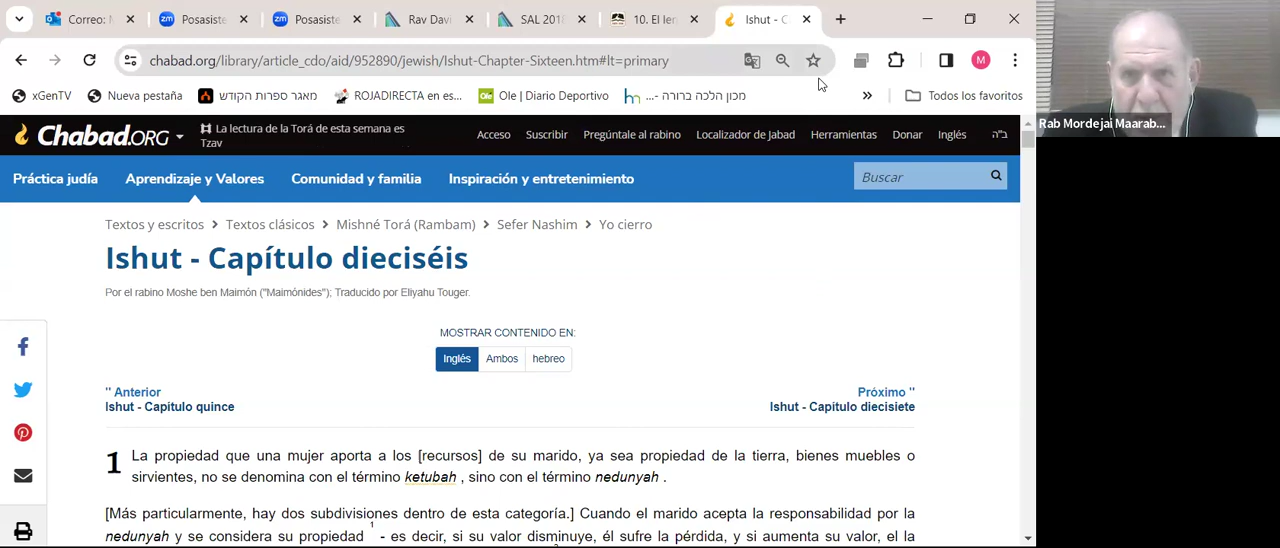 Correo: M
Posasiste
Posasiste
Rav Davi
SAL 201
10. El len
Ishut - C
chabad.org/library/article_cdo/aid/952890/jewish/Ishut-Chapter-Sixteen.htm#lt=primary
M
xGenTV
Nueva pestaña
מאגר ספרות הקודש
ROJADIRECTA en es...
Ole | Diario Deportivo
מכון הלכה ברורה -...
Todos los favoritos
Rab Mordejai Maarab...
Chabad.ORG
La lectura de la Torá de esta semana es
Tzav
Acceso
Suscribir
Pregúntale al rabino
Localizador de Jabad
Herramientas
Donar
Inglés
ב"ה
Práctica judía
Aprendizaje y Valores
Comunidad y familia
Inspiración y entretenimiento
Buscar
Textos y escritos > Textos clásicos > Mishné Torá (Rambam) > Sefer Nashim > Yo cierro
Ishut - Capítulo dieciséis
Por el rabino Moshe ben Maimón ("Maimónides"); Traducido por Eliyahu Touger.
MOSTRAR CONTENIDO EN:
Inglés
Ambos
hebreo
" Anterior
Ishut - Capítulo quince
Próximo "
Ishut - Capítulo diecisiete
1 La propiedad que una mujer aporta a los [recursos] de su marido, ya sea propiedad de la tierra, bienes muebles o
sirvientes, no se denomina con el término ketubah , sino con el término nedunyah .
[Más particularmente, hay dos subdivisiones dentro de esta categoría.] Cuando el marido acepta la responsabilidad por la
nedunyah y se considera su propiedad 1 - es decir, si su valor disminuye, él sufre la pérdida, y si aumenta su valor, el la